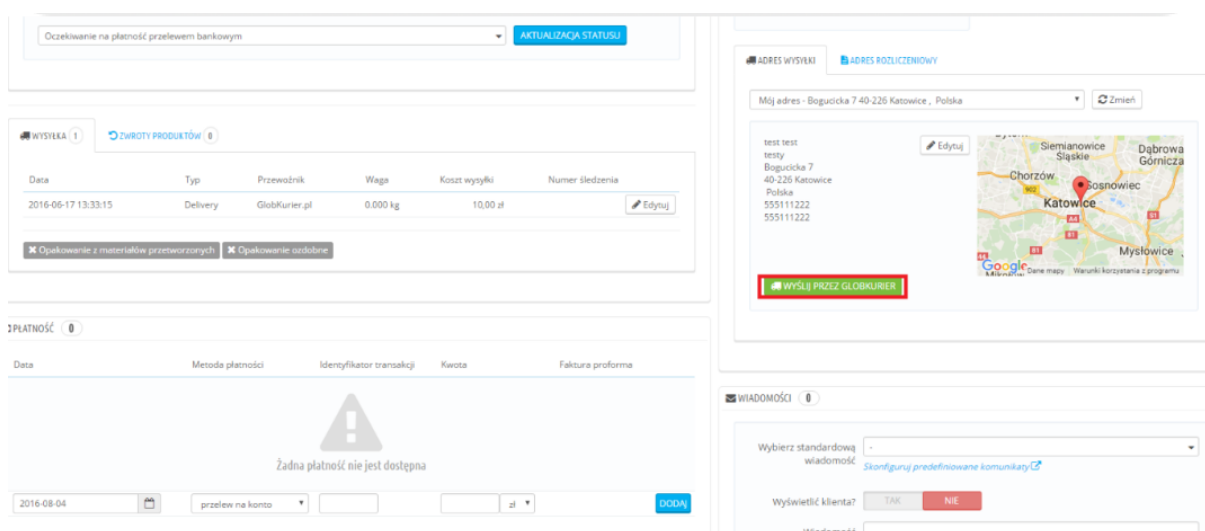 Oczekiwanie na płatność przelewem bankowym
AKTUALIZACJA STATUSU
WYSYŁKA 1
ZWROTY PRODUKTÓW 0
Data Typ Przewoźnik Waga Koszt wysyłki Numer śledzenia
2016-06-17 13:33:15 Delivery GlobKurier.pl 0.000 kg 10,00 zł Edytuj
Opakowanie z materiałów przetworzonych
Opakowanie ozdobne
PŁATNOŚĆ 0
Data Metoda płatności Identyfikator transakcji Kwota Faktura proforma
Żadna płatność nie jest dostępna
2016-08-04 przelew na konto zł DODAJ
ADRES WYSYŁKI
ADRES ROZLICZENIOWY
Mój adres - Bogucicka 7 40-226 Katowice , Polska
Zmień
test test
testy
Bogucicka 7
40-226 Katowice
Polska
555111222
555111222
Edytuj
Siemianowice
Śląskie
Dąbrowa
Górnicza
Chorzów
902
Sosnowiec
Katowice
A4
81
81
81
Mysłowice
Google
Dane mapy Warunki korzystania z programu
WYŚLIJ PRZEZ GLOBKURIER
WIADOMOŚCI 0
Wybierz standardową
wiadomość
-
Skonfiguruj predefiniowane komunikaty
Wyświetlić klienta? TAK NIE
Wiadomość